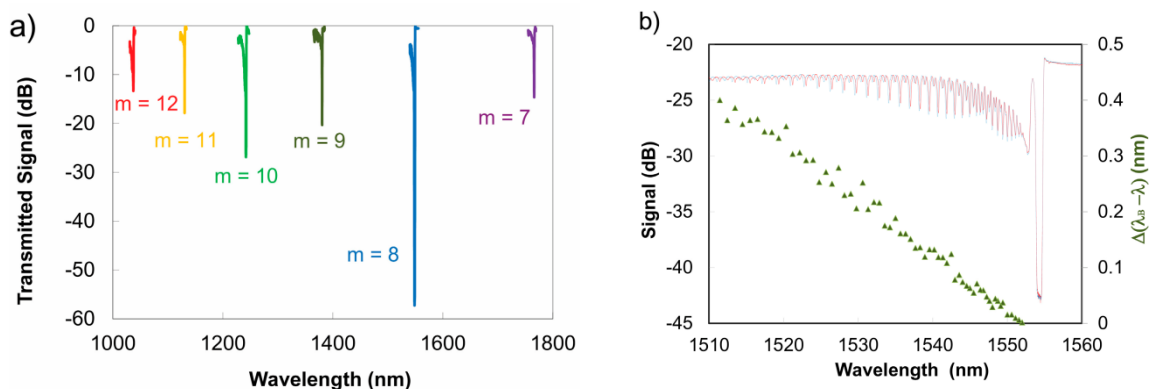 a)
Transmitted Signal (dB)
0
-10
-20
-30
-40
-50
-60
m = 12
m = 11
m = 10
m = 9
m = 8
m = 7
1000 1200 1400 1600 1800
Wavelength (nm)
b)
Signal (dB)
-20
-25
-30
-35
-40
-45
0.5
0.4
0.3
0.2
0.1
0
Δ(λB −λ) (nm)
1510 1520 1530 1540 1550 1560
Wavelength (nm)